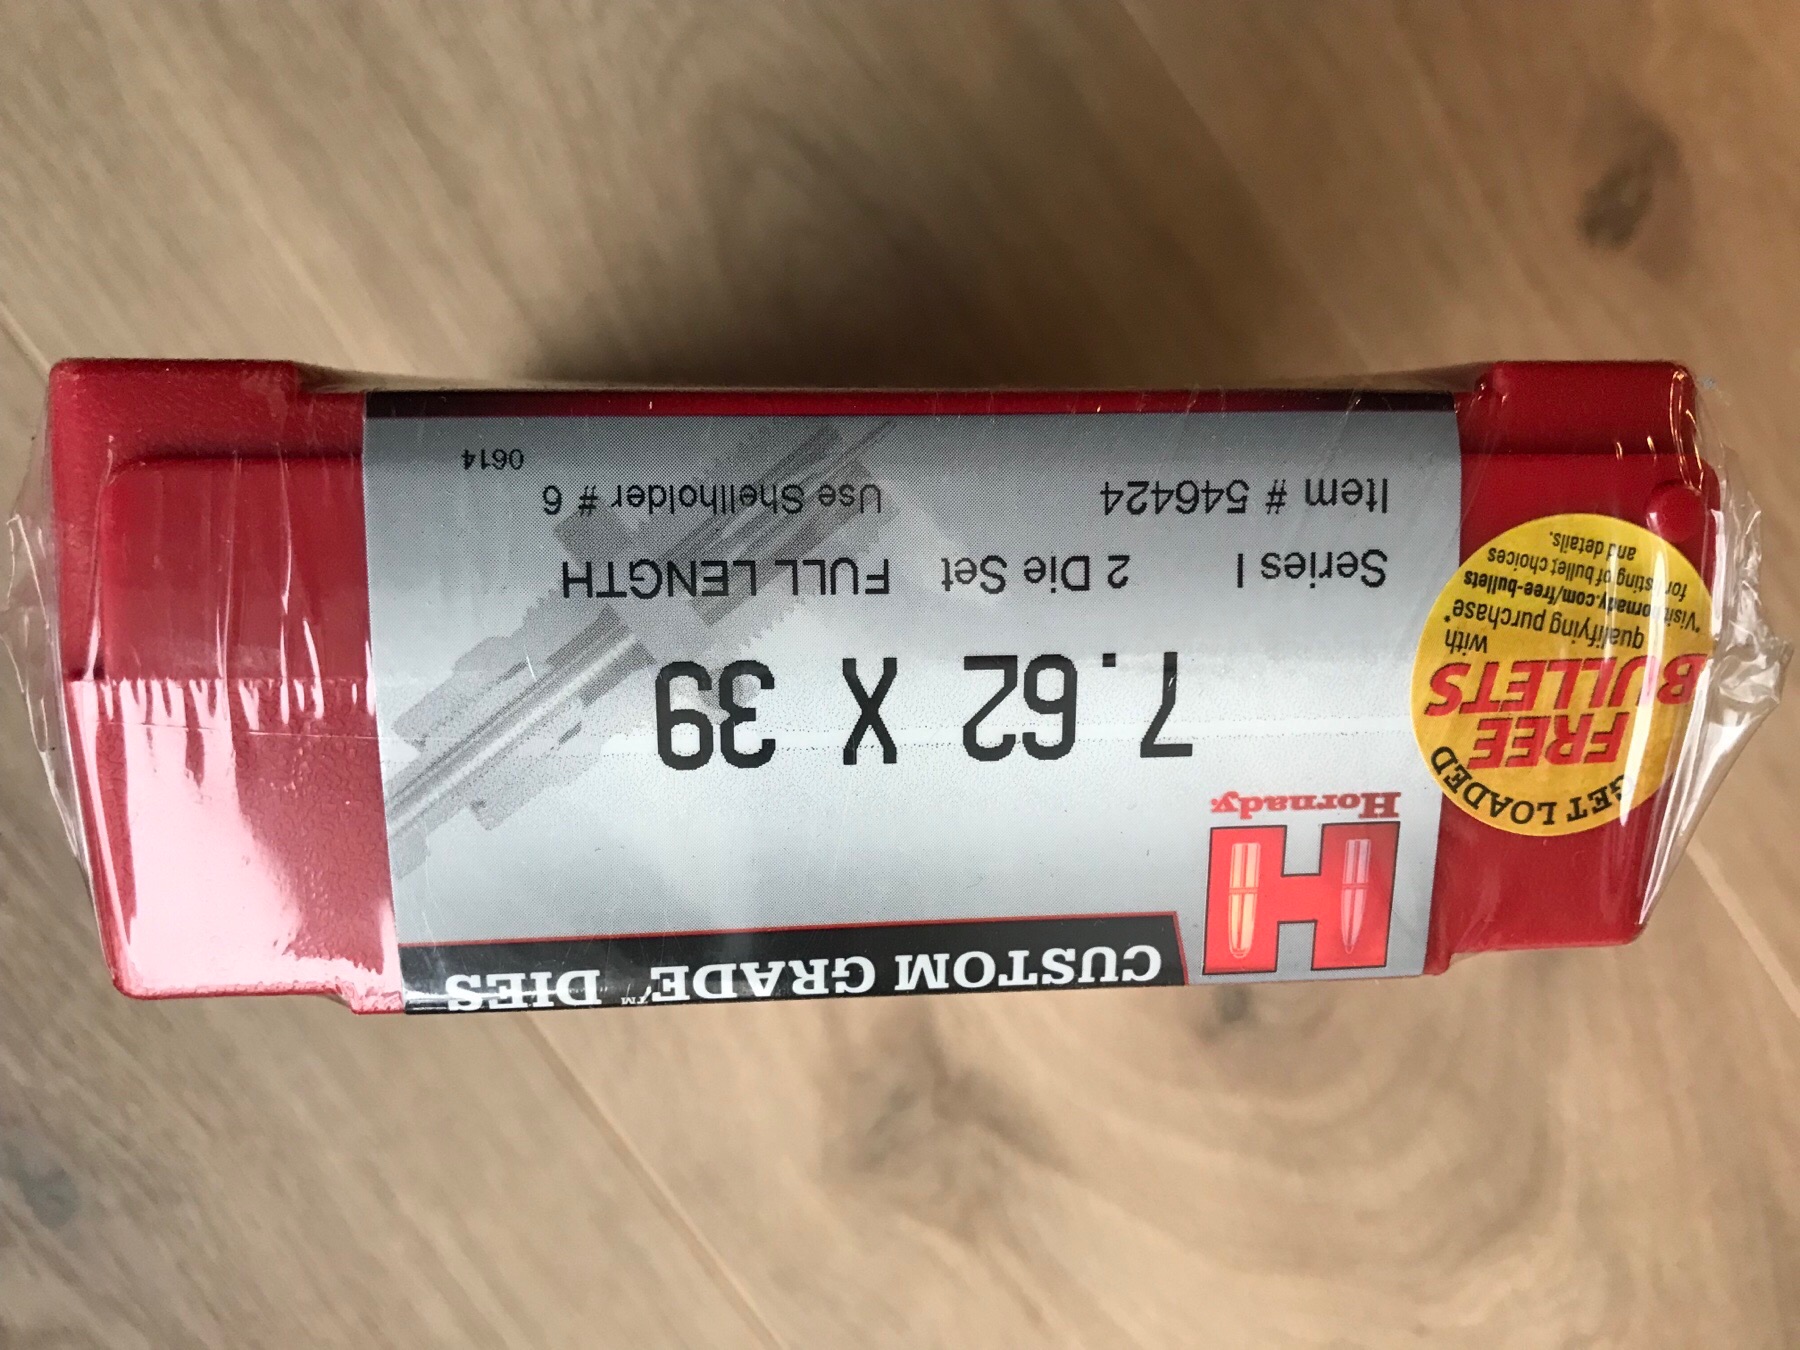 CUSTOM GRADE™ DIES
Hornady
7.62 X 39
Series I 2 Die Set FULL LENGTH
Item # 546424 Use Shellholder # 6
0614
GET LOADED
FREE
BULLETS
with
qualifying purchase*
*Visit hornady.com/free-bullets
for listing of bullet choices
and details.